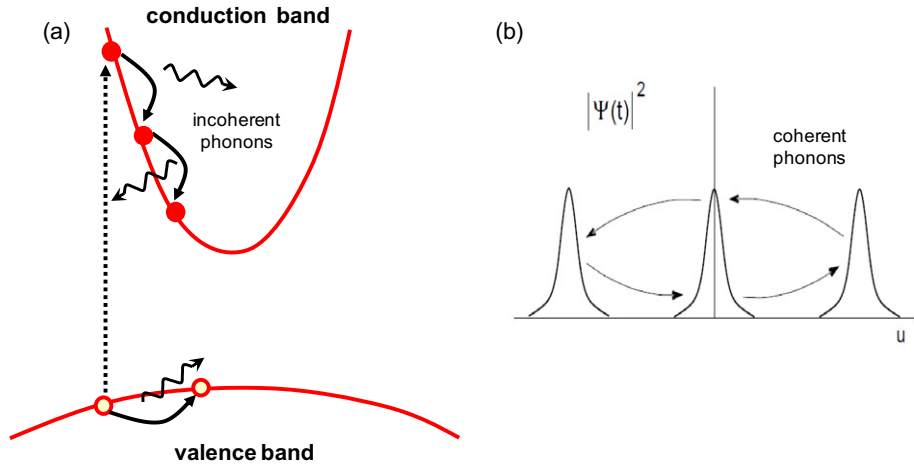 (a)
conduction band
incoherent
phonons
valence band
(b)
|Ψ(t)|²
coherent
phonons
u